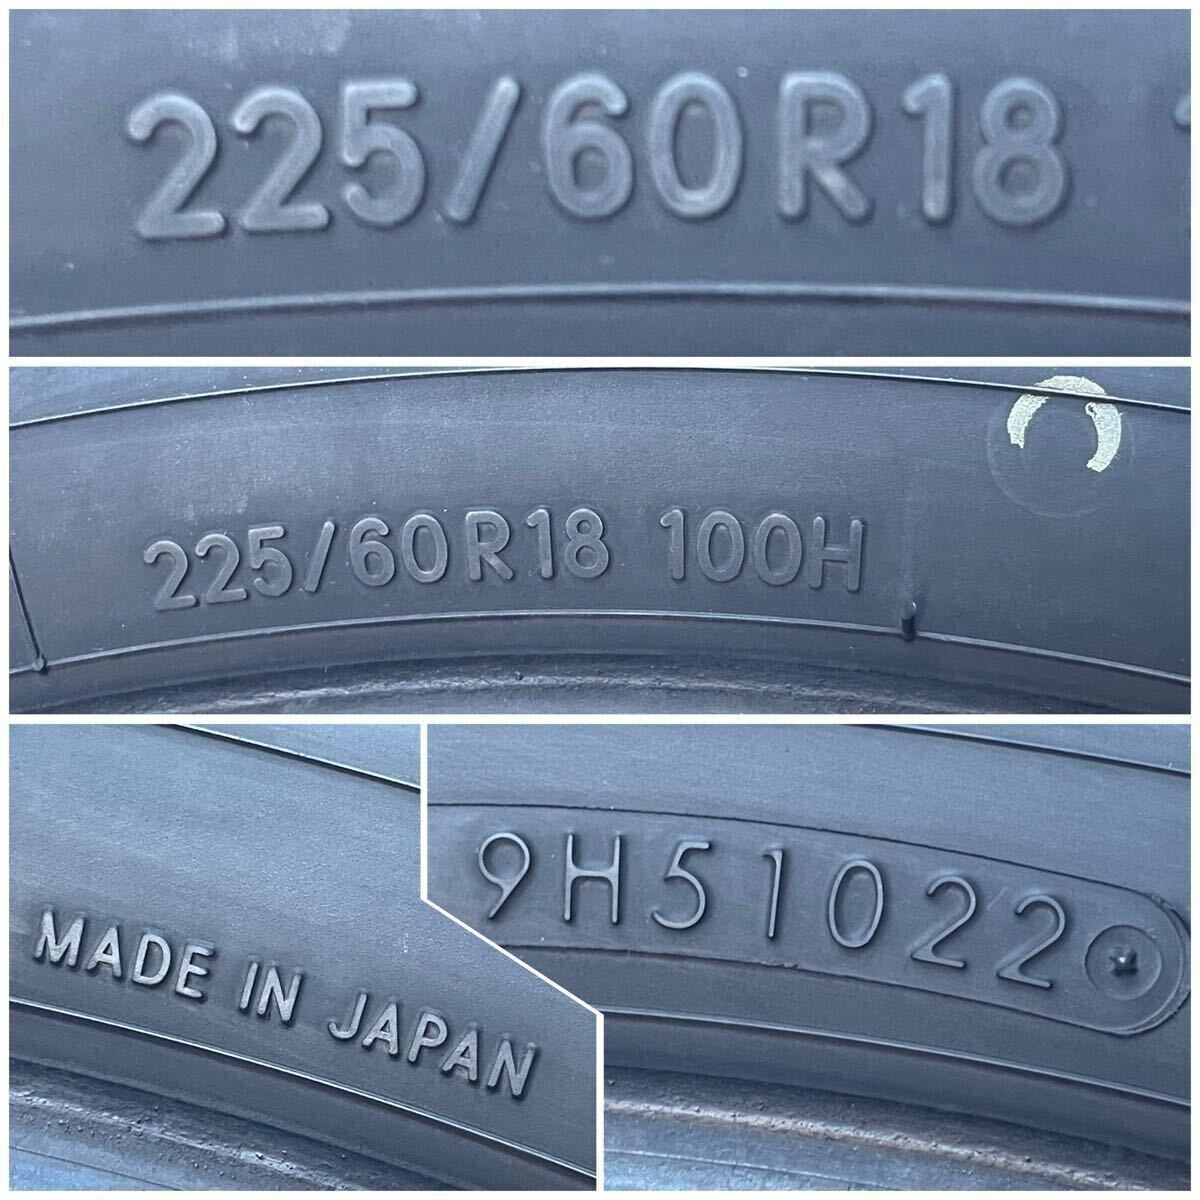 225/60R18
225/60R18 100H
MADE IN JAPAN
9H51022